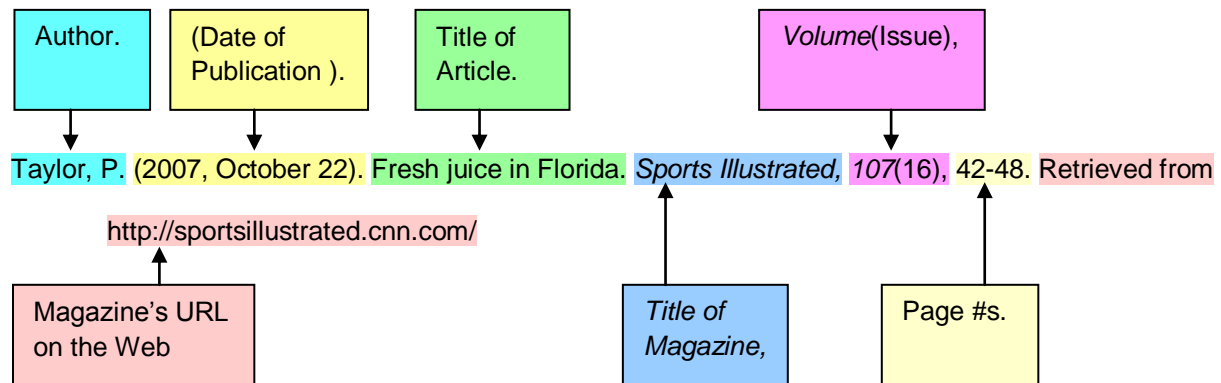 Author.
(Date of
Publication ).
Title of
Article.
Volume(Issue),
Taylor, P. (2007, October 22). Fresh juice in Florida. Sports Illustrated, 107(16), 42-48. Retrieved from
http://sportsillustrated.cnn.com/
Magazine’s URL
on the Web
Title of
Magazine,
Page #s.